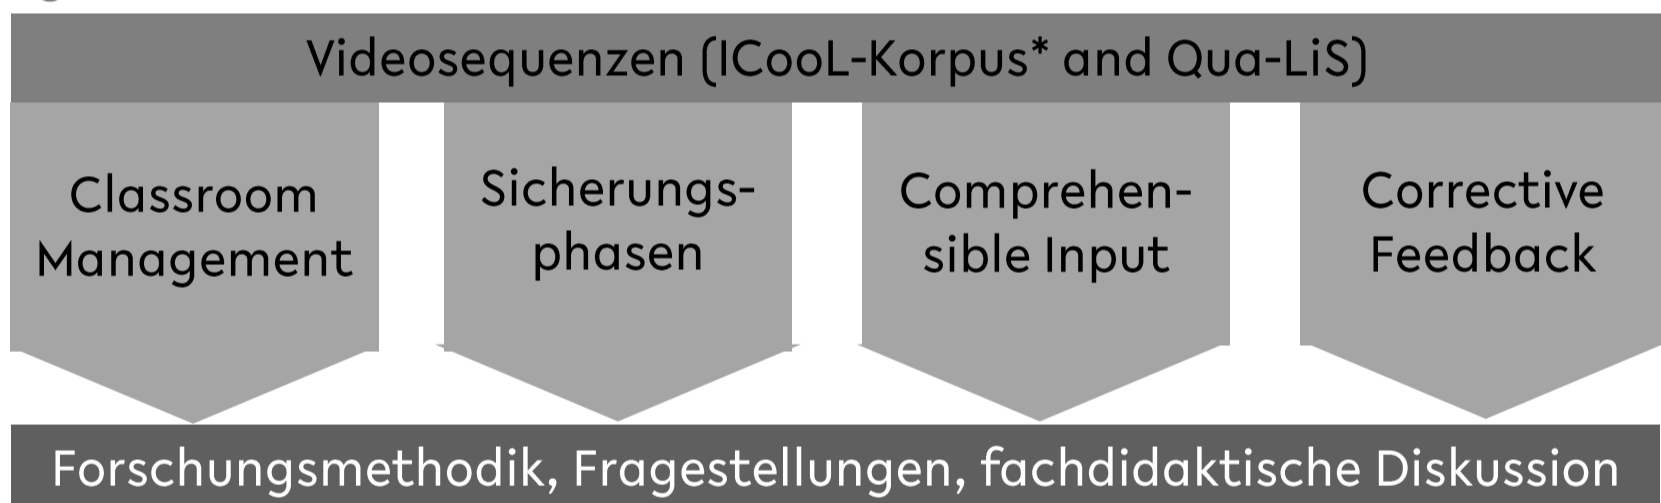 Videosequenzen (ICooL-Korpus* and Qua-LiS)
Classroom
Management
Sicherungs-
phasen
Comprehen-
sible Input
Corrective
Feedback
Forschungsmethodik, Fragestellungen, fachdidaktische Diskussion